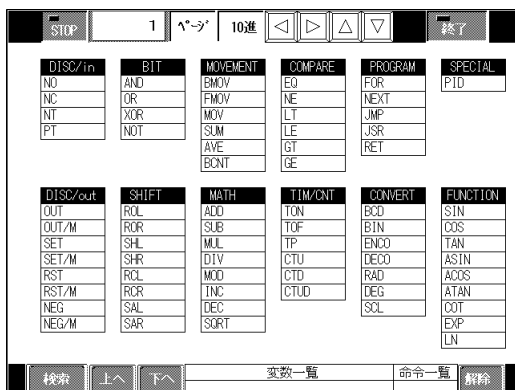 STOP 1 ページ 10進 ◁ ▷ △ ▽ 終了
DISC/in BIT MOVEMENT COMPARE PROGRAM SPECIAL
NO AND BMOV EQ FOR PID
NC OR FMOV NE NEXT
NT XOR MOV LT JMP
PT NOT SUM LE JSR
AVE GT RET
BCNT GE
DISC/out SHIFT MATH TIM/CNT CONVERT FUNCTION
OUT ROL ADD TON BCD SIN
OUT/M ROR SUB TOF BIN COS
SET SHL MUL TP ENCO TAN
SET/M SHR DIV CTU DECO ASIN
RST RCL MOD CTD RAD ACOS
RST/M RCR INC CTUD DEG ATAN
NEG SAL DEC SCL COT
NEG/M SAR SQRT EXP
LN
検索 上へ 下へ 変数一覧 命令一覧 解除